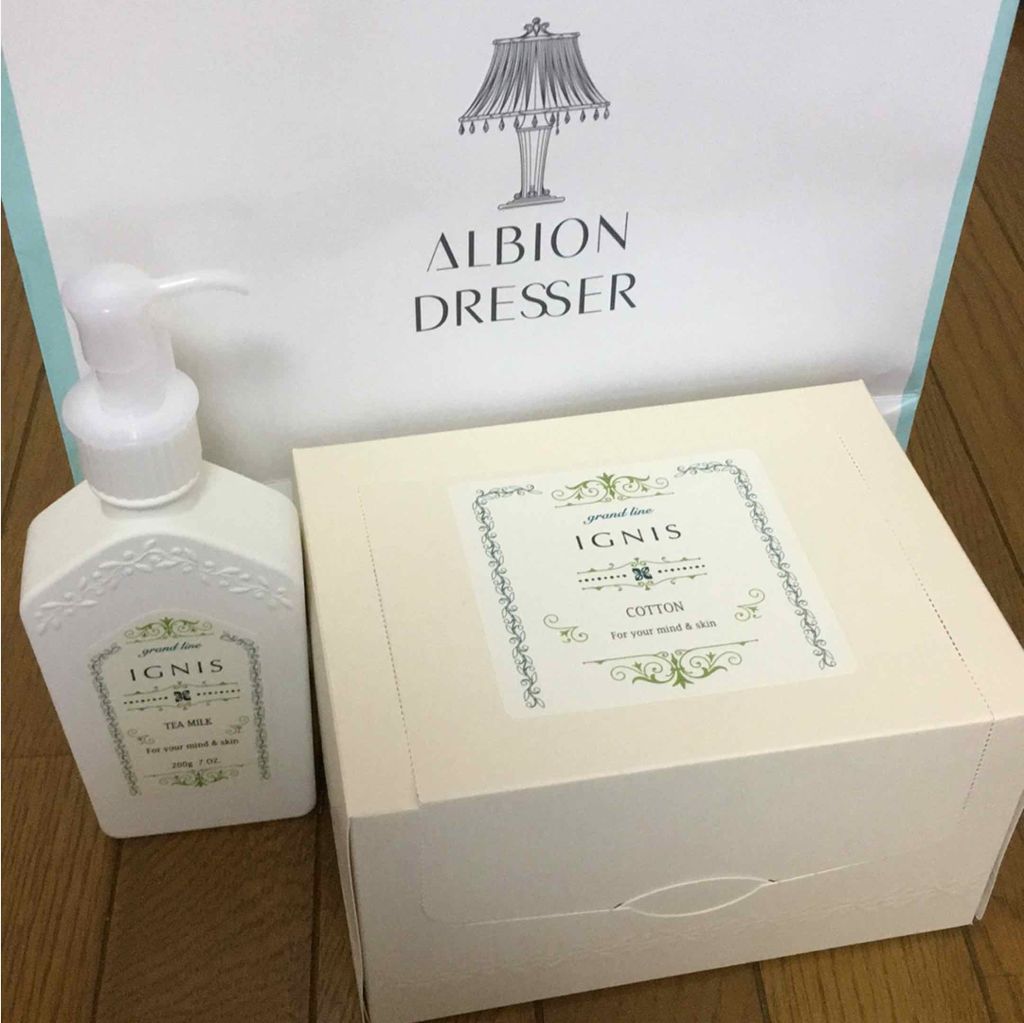 ALBION
DRESSER
grand line
IGNIS
COTTON
For your mind & skin
grand line
IGNIS
TEA MILK
For your mind & skin
200g 7 OZ.